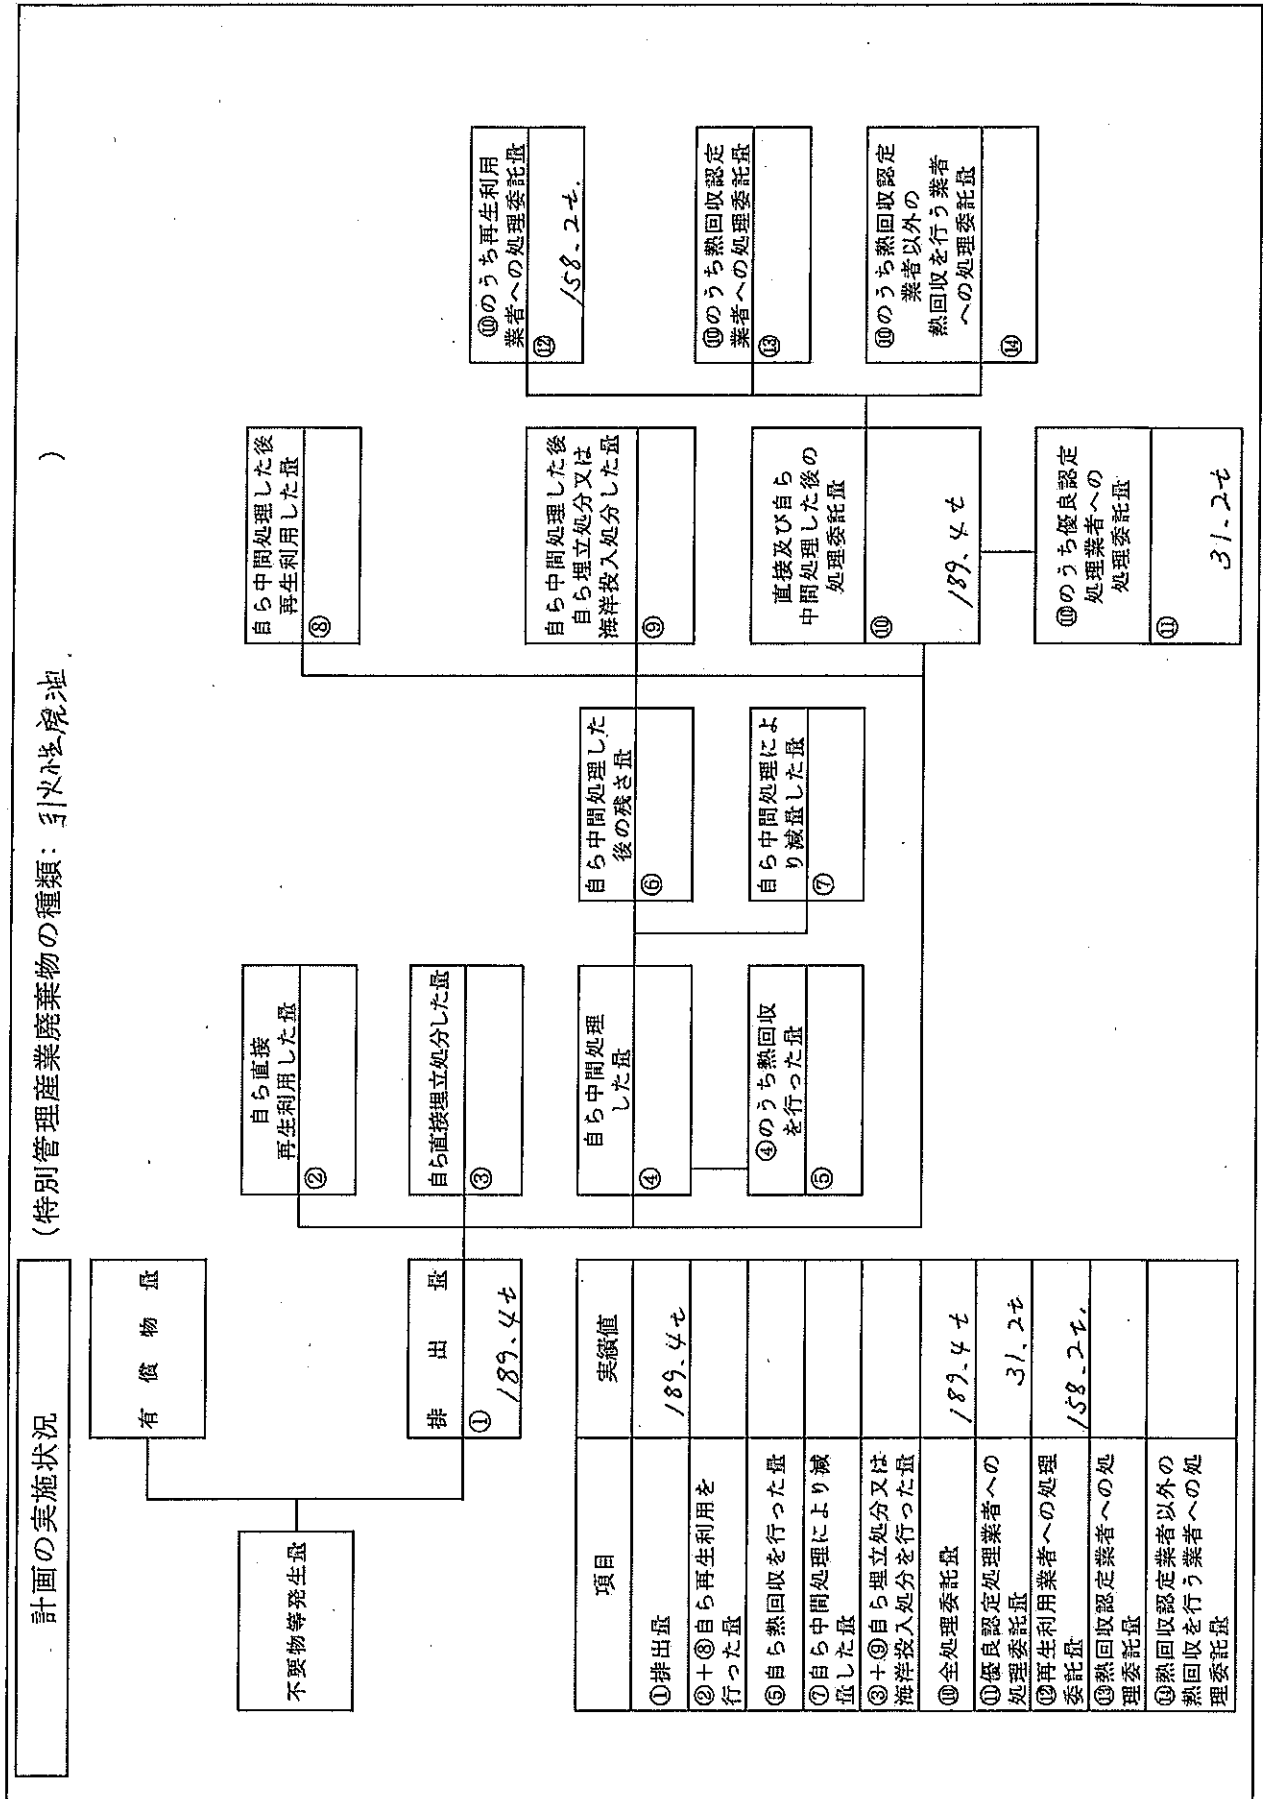 計画の実施状況
(特別管理産業廃棄物の種類: 引火性廃油 )
不要物等発生量
有償物量
排出量
① 189.4t
自ら直接
再生利用した量
②
自ら直接埋立処分した量
③
自ら中間処理
した量
④
④のうち熱回収
を行った量
⑤
自ら中間処理した
後の残さ量
⑥
自ら中間処理によ
り減量した量
⑦
自ら中間処理した後
再生利用した量
⑧
自ら中間処理した後
自ら埋立処分又は
海洋投入処分した量
⑨
直接及び自ら
中間処理した後の
処理委託量
⑩
189.4t
⑩のうち優良認定
処理業者への
処理委託量
⑪
31.2t
⑩のうち再生利用
業者への処理委託量
⑫
158.2t.
⑩のうち熱回収認定
業者への処理委託量
⑬
⑩のうち熱回収認定
業者以外の
熱回収を行う業者
への処理委託量
⑭
項目 実績値
①排出量 189.4t
②+⑧自ら再生利用を
行った量
⑤自ら熱回収を行った量
⑦自ら中間処理により減
量した量
③+⑨自ら埋立処分又は
海洋投入処分を行った量
⑩全処理委託量 189.4t
⑪優良認定処理業者への
処理委託量 31.2t
⑫再生利用業者への処理
委託量 158.2t.
⑬熱回収認定業者への処
理委託量
⑭熱回収認定業者以外の
熱回収を行う業者への処
理委託量